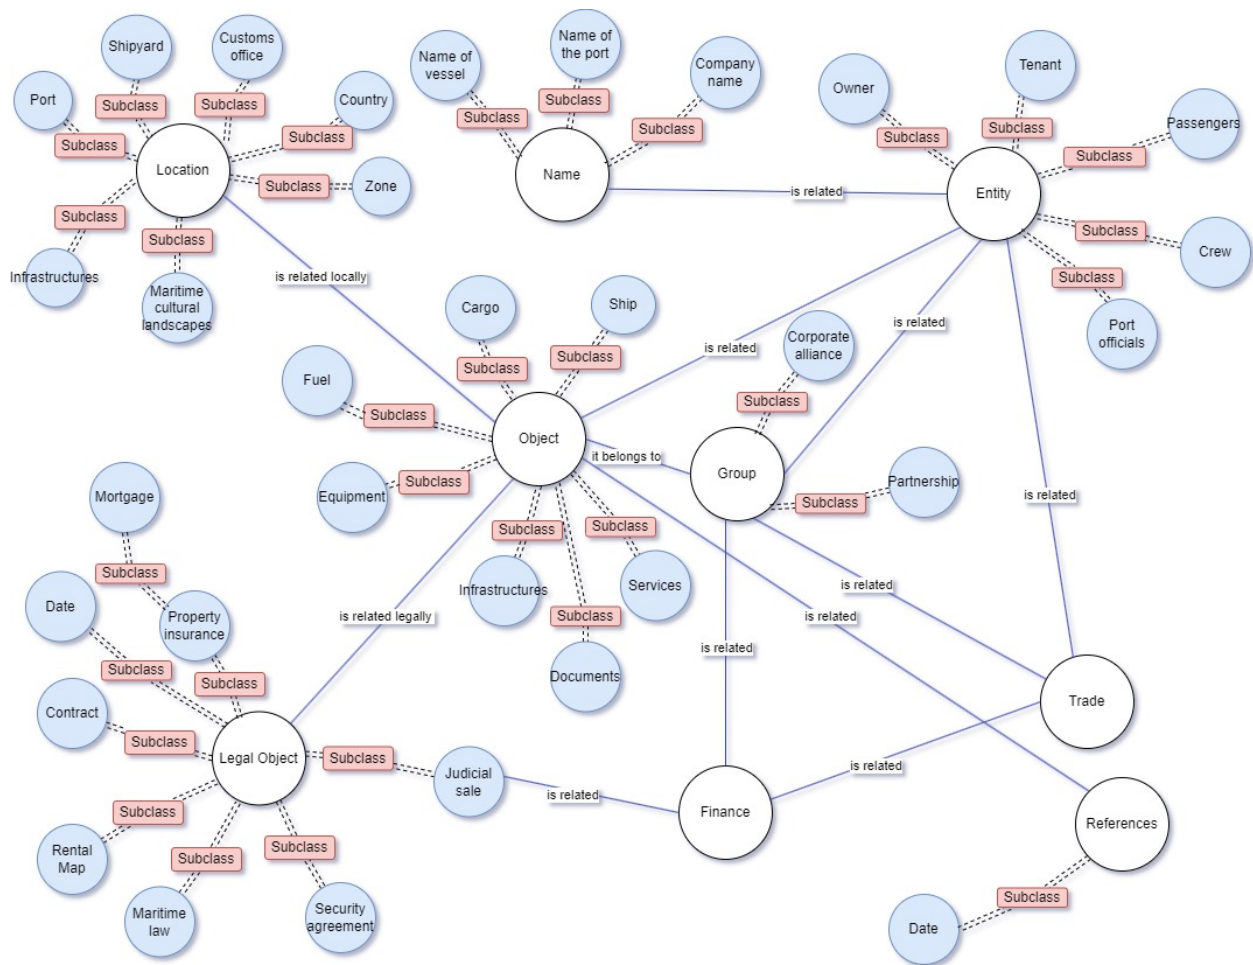 Shipyard
Customs
office
Name of
vessel
Name of
the port
Company
name
Owner
Tenant
Port
Country
Passengers
Subclass
Subclass
Subclass
Subclass
Subclass
Subclass
Subclass
Subclass
Subclass
Subclass
Subclass
Location
Subclass
Zone
Name
is related
Entity
Subclass
Subclass
Subclass
Crew
Infrastructures
Maritime
cultural
landscapes
is related locally
Subclass
Cargo
Ship
is related
Port
officials
Corporate
alliance
is related
Subclass
Subclass
Fuel
Subclass
Subclass
Object
it belongs to
Group
Equipment
Subclass
Subclass
Partnership
Mortgage
is related
Subclass
Subclass
Subclass
Infrastructures
Services
is related
Date
Property
insurance
is related legally
Subclass
is related
is related
Subclass
Subclass
Documents
Trade
Contract
Subclass
Legal Object
Subclass
Judicial
sale
is related
is related
Subclass
Finance
References
Rental
Map
Subclass
Subclass
Maritime
law
Security
agreement
Subclass
Date